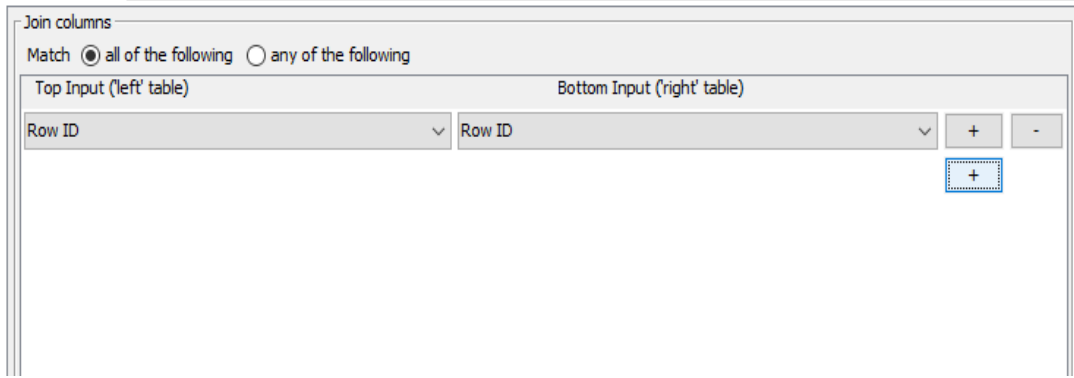 Join columns
Match all of the following any of the following
Top Input ('left' table) Bottom Input ('right' table)
Row ID Row ID + -
+